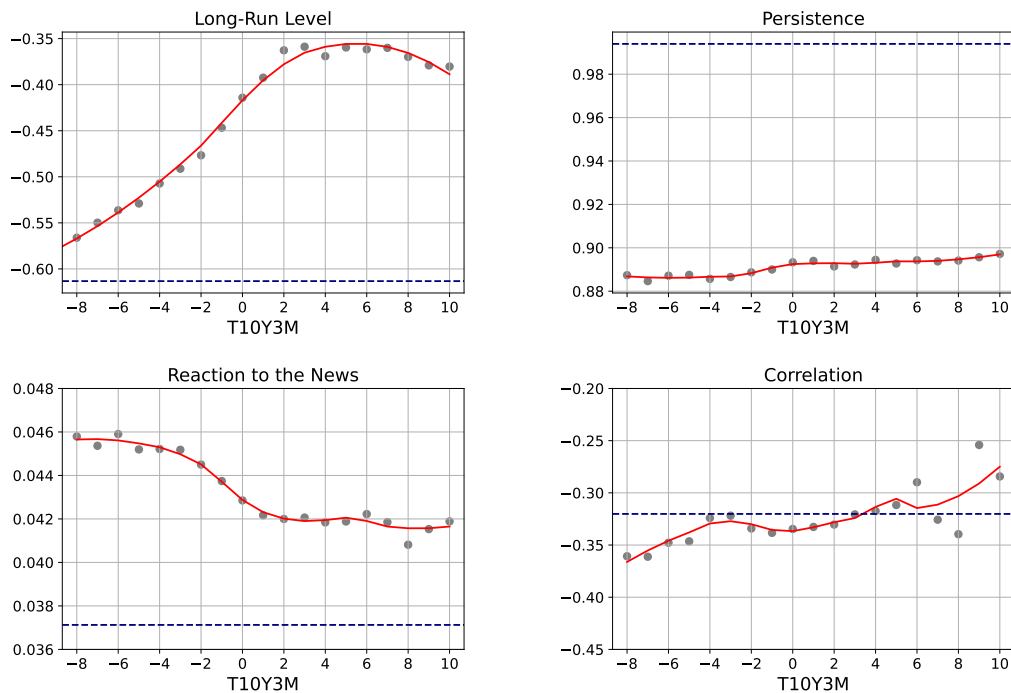 Long-Run Level
−0.35
−0.40
−0.45
−0.50
−0.55
−0.60
−8 −6 −4 −2 0 2 4 6 8 10
T10Y3M
Persistence
0.98
0.96
0.94
0.92
0.90
0.88
−8 −6 −4 −2 0 2 4 6 8 10
T10Y3M
Reaction to the News
0.048
0.046
0.044
0.042
0.040
0.038
0.036
−8 −6 −4 −2 0 2 4 6 8 10
T10Y3M
Correlation
−0.20
−0.25
−0.30
−0.35
−0.40
−0.45
−8 −6 −4 −2 0 2 4 6 8 10
T10Y3M